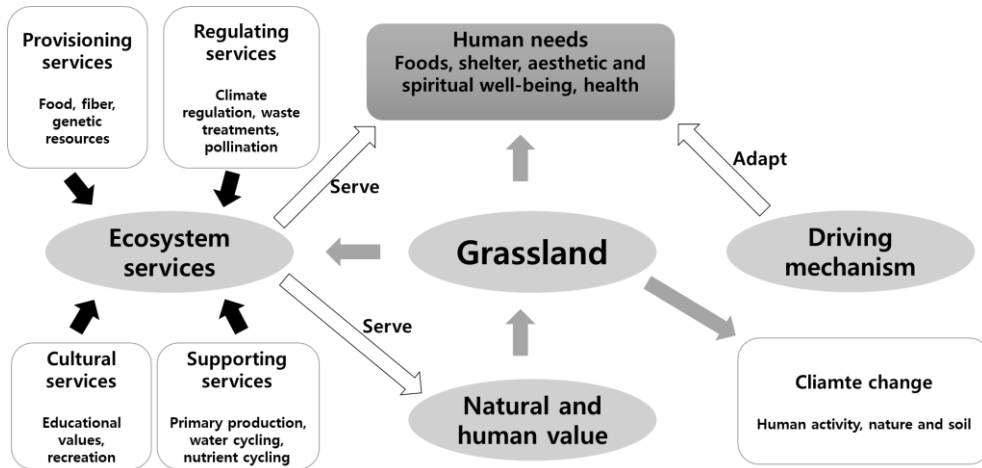 Provisioning
services
Food, fiber,
genetic
resources
Regulating
services
Climate
regulation, waste
treatments,
pollination
Human needs
Foods, shelter, aesthetic and
spiritual well-being, health
Serve
Adapt
Ecosystem
services
Grassland
Driving
mechanism
Serve
Cultural
services
Educational
values,
recreation
Supporting
services
Primary production,
water cycling,
nutrient cycling
Natural and
human value
Cliamte change
Human activity, nature and soil